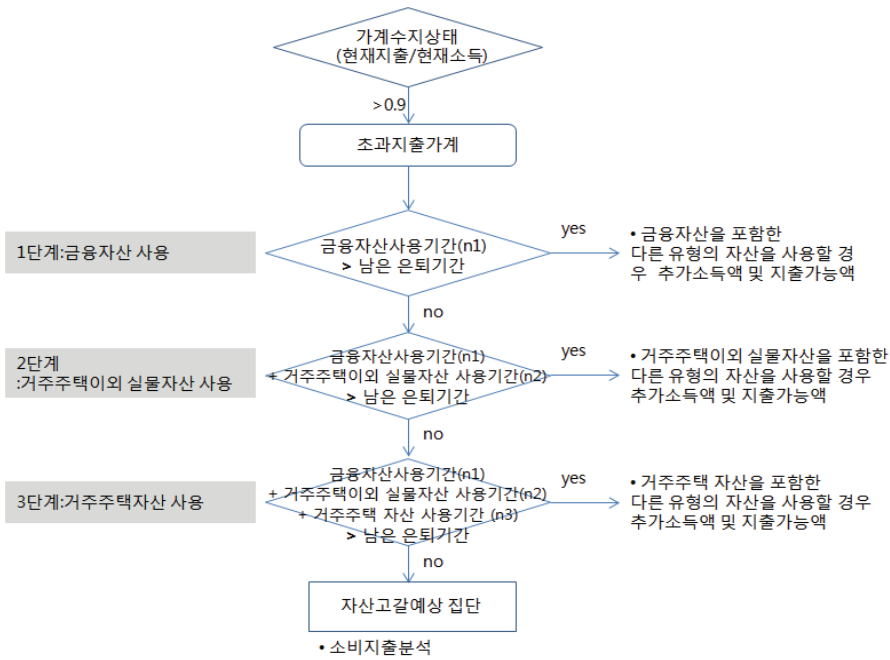 가계수지상태
(현재지출/현재소득)
>0.9
초과지출가계
1단계:금융자산 사용
금융자산사용기간(n1)
> 남은 은퇴기간
yes
• 금융자산을 포함한
다른 유형의 자산을 사용할 경
우 추가소득액 및 지출가능액
no
2단계
:거주주택이외 실물자산 사용
금융자산사용기간(n1)
+ 거주주택이외 실물자산 사용기간(n2)
> 남은 은퇴기간
yes
• 거주주택이외 실물자산을 포함한
다른 유형의 자산을 사용할 경우
추가소득액 및 지출가능액
no
3단계:거주주택자산 사용
금융자산사용기간(n1)
+ 거주주택이외 실물자산 사용기간(n2)
+ 거주주택 자산 사용기간 (n3)
> 남은 은퇴기간
yes
• 거주주택 자산을 포함한
다른 유형의 자산을 사용할 경우
추가소득액 및 지출가능액
no
자산고갈예상 집단
• 소비지출분석